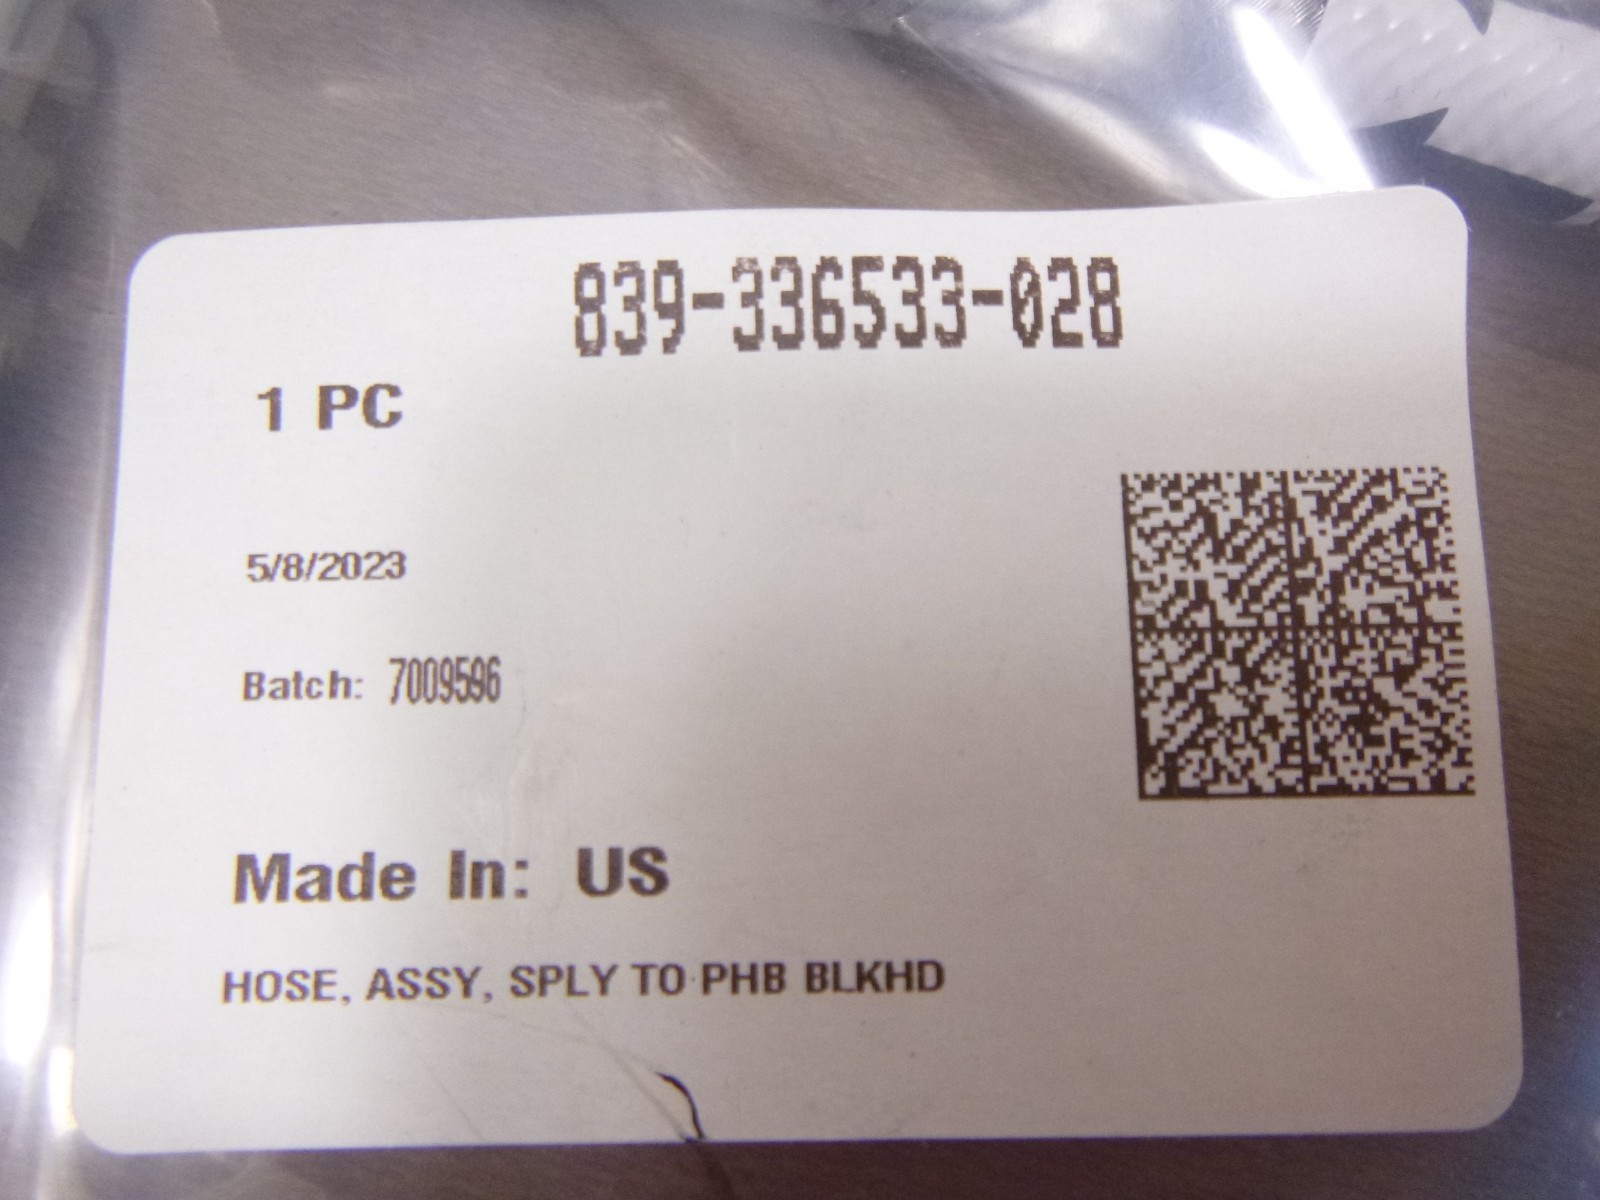 839-336533-028
1 PC
5/8/2023
Batch: 7009596
Made In: US
HOSE, ASSY, SPLY TO PHB BLKHD